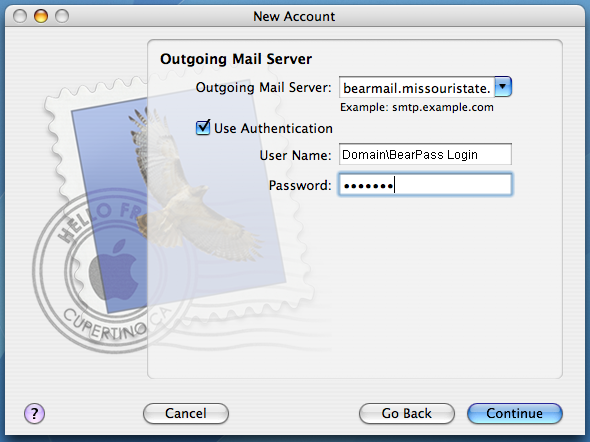 New Account
Outgoing Mail Server
Outgoing Mail Server: bearmail.missouristate.
Example: smtp.example.com
Use Authentication
User Name: Domain\BearPass Login
Password: •••••••
HELLO FR
CUPERTINO CA
?
Cancel
Go Back
Continue